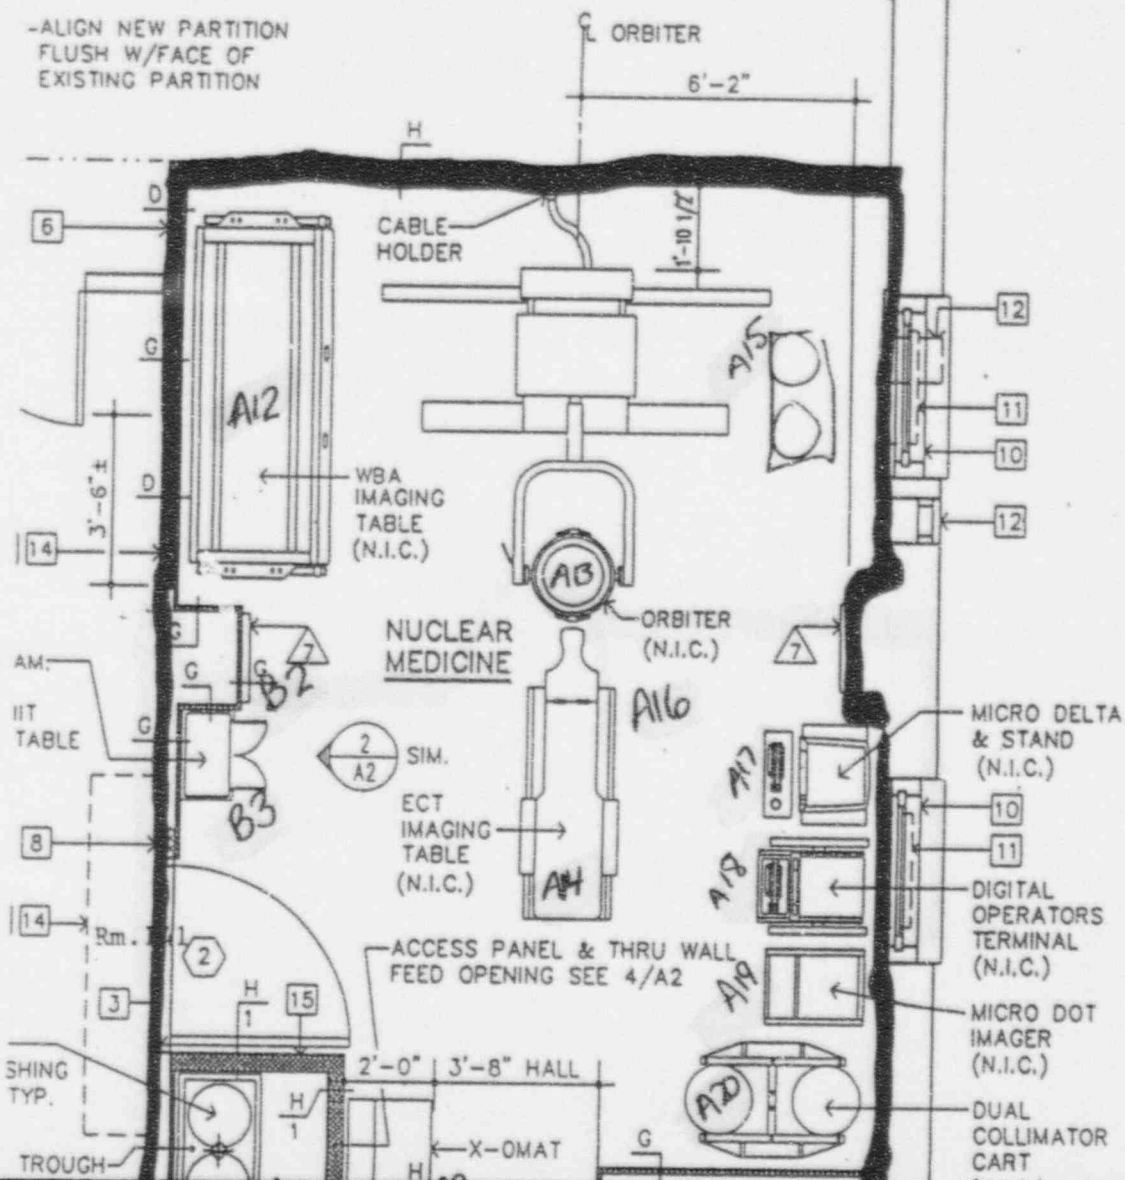 -ALIGN NEW PARTITION
FLUSH W/FACE OF
EXISTING PARTITION
℄ ORBITER
6'-2"
H
D
6
CABLE
HOLDER
1'-10 1/2"
12
G
A15
A12
11
10
3'-6" ±
D
WBA
IMAGING
TABLE
(N.I.C.)
12
14
A13
ORBITER
(N.I.C.)
NUCLEAR
MEDICINE
G
7
7
AM.
G
G
B2
A16
IIT
TABLE
G
2
A2
SIM.
MICRO DELTA
& STAND
(N.I.C.)
A17
B3
ECT
IMAGING
TABLE
(N.I.C.)
10
8
11
A14
A18
DIGITAL
OPERATORS
TERMINAL
(N.I.C.)
14
Rm.
2
ACCESS PANEL & THRU WALL
FEED OPENING SEE 4/A2
A19
3
H
1
15
MICRO DOT
IMAGER
(N.I.C.)
SHING
TYP.
2'-0"
3'-8" HALL
H
1
A20
DUAL
COLLIMATOR
CART
X-OMAT
G
TROUGH
H